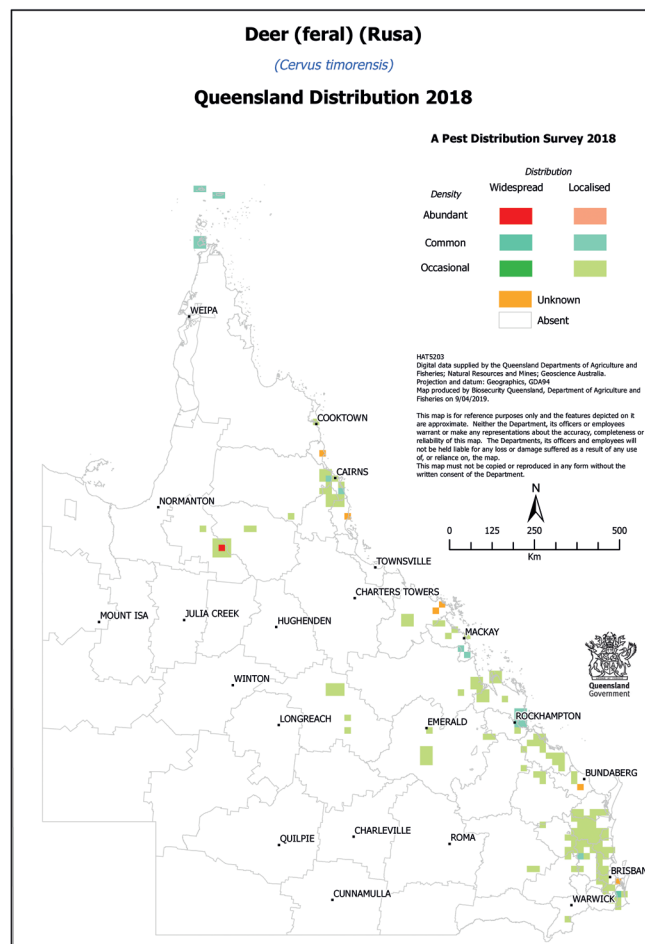 Deer (feral) (Rusa)
(Cervus timorensis)
Queensland Distribution 2018
A Pest Distribution Survey 2018
Distribution
Density
Widespread
Localised
Abundant
Common
Occasional
Unknown
Absent
HAT5203
Digital data supplied by the Queensland Departments of Agriculture and
Fisheries; Natural Resources and Mines; Geoscience Australia.
Projection and datum: Geographics, GDA94
Map produced by Biosecurity Queensland, Department of Agriculture and
Fisheries on 9/04/2019.
This map is for reference purposes only and the features depicted on it
are approximate. Neither the Department, its officers or employees
warrant or make any representations about the accuracy, completeness or
reliability of this map. The Departments, its officers and employees will
not be held liable for any loss or damage suffered as a result of any use
of, or reliance on, the map.
This map must not be copied or reproduced in any form without the
written consent of the Department.
N
0 125 250 500
Km
WEIPA
COOKTOWN
CAIRNS
NORMANTON
TOWNSVILLE
CHARTERS TOWERS
MOUNT ISA
JULIA CREEK
HUGHENDEN
MACKAY
Queensland
Government
WINTON
LONGREACH
EMERALD
ROCKHAMPTON
BUNDABERG
QUILPIE
CHARLEVILLE
ROMA
BRISBAN
CUNNAMULLA
WARWICK